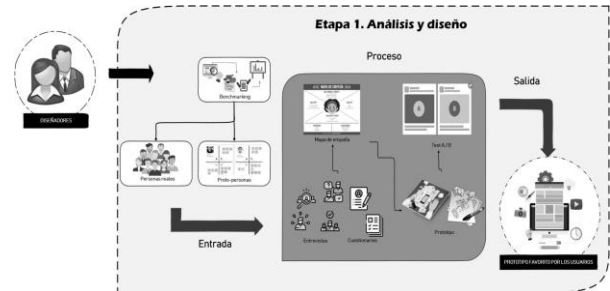 Etapa 1. Análisis y diseño
Proceso
Salida
DISEÑADORES
Benchmarking
Mapa de empatía
Test A/B
Personas reales
Proto-personas
Entrevistas
Cuestionarios
Prototipo
Entrada
PROTOTIPO FAVORITO POR LOS USUARIOS